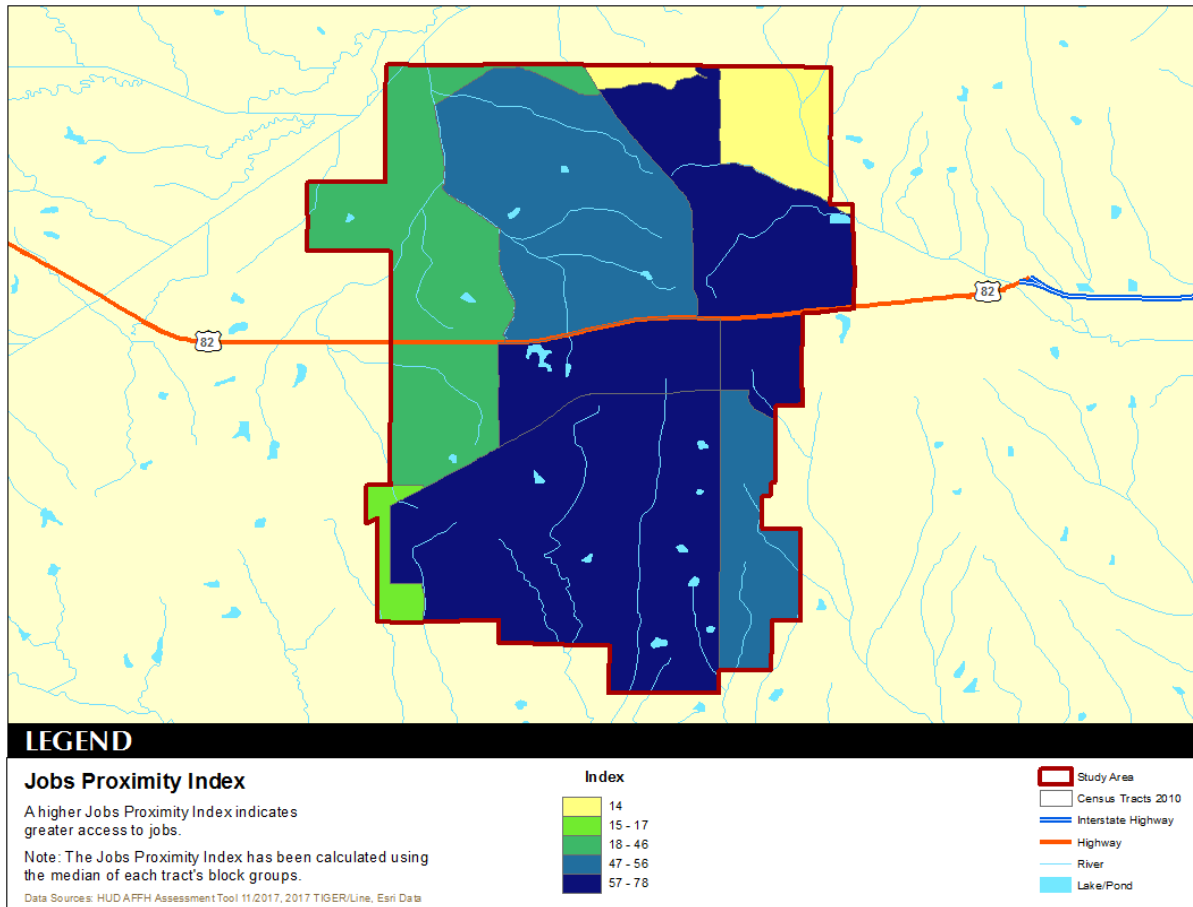 82
82
LEGEND
Jobs Proximity Index
A higher Jobs Proximity Index indicates
greater access to jobs.
Note: The Jobs Proximity Index has been calculated using
the median of each tract's block groups.
Data Sources: HUD AFFH Assessment Tool 11/2017, 2017 TIGER/Line, Esri Data
Index
14
15 - 17
18 - 46
47 - 56
57 - 78
Study Area
Census Tracts 2010
Interstate Highway
Highway
River
Lake/Pond